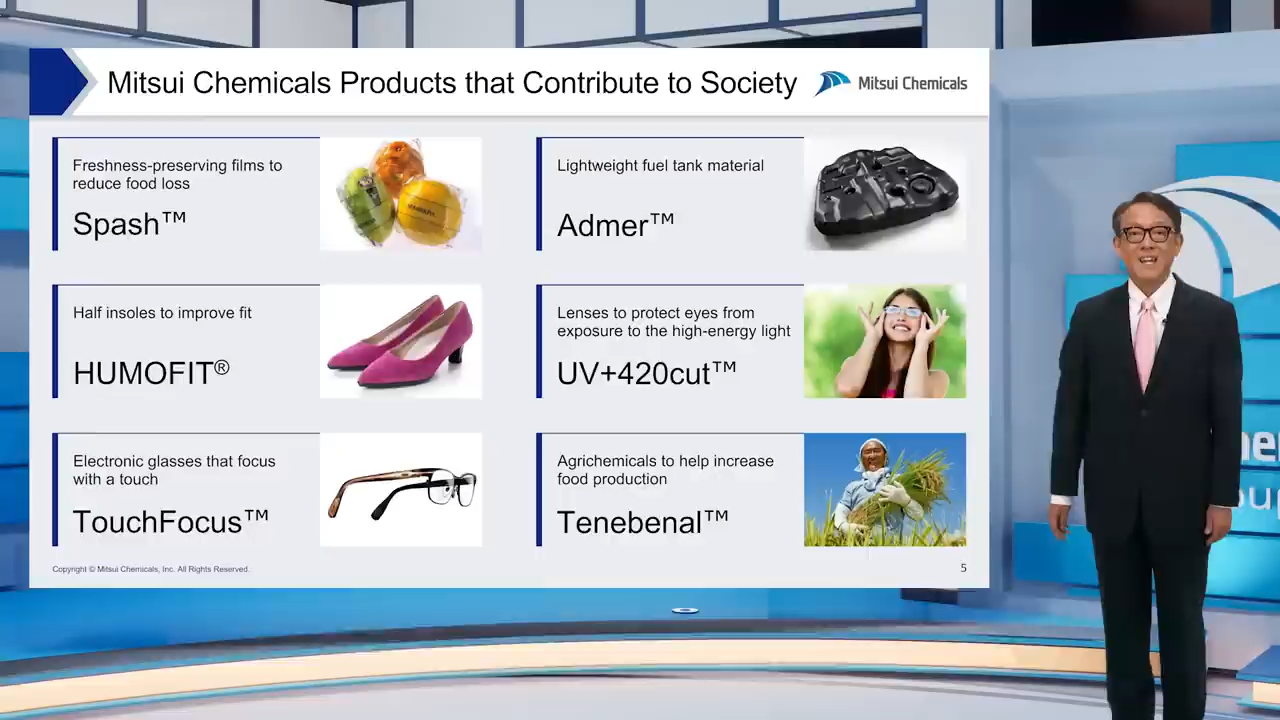 Mitsui Chemicals Products that Contribute to Society
Mitsui Chemicals
Freshness-preserving films to
reduce food loss
Spash™
Lightweight fuel tank material
Admer™
Half insoles to improve fit
HUMOFIT®
Lenses to protect eyes from
exposure to the high-energy light
UV+420cut™
Electronic glasses that focus
with a touch
TouchFocus™
Agrichemicals to help increase
food production
Tenebenal™
Copyright © Mitsui Chemicals, Inc. All Rights Reserved.
5